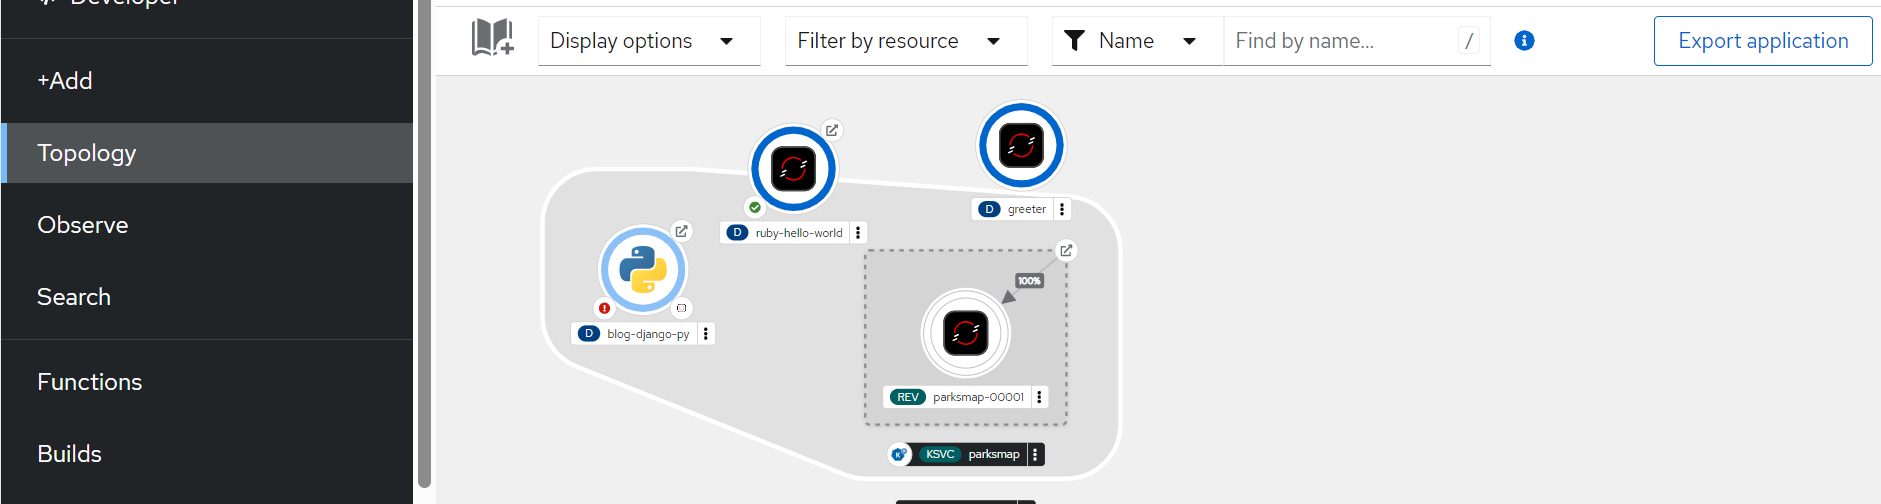 Developer
+Add
Topology
Observe
Search
Functions
Builds
Display options
Filter by resource
Name
Find by name...
/
Export application
D greeter
D ruby-hello-world
D blog-django-py
100%
REV parksmap-00001
KSVC parksmap